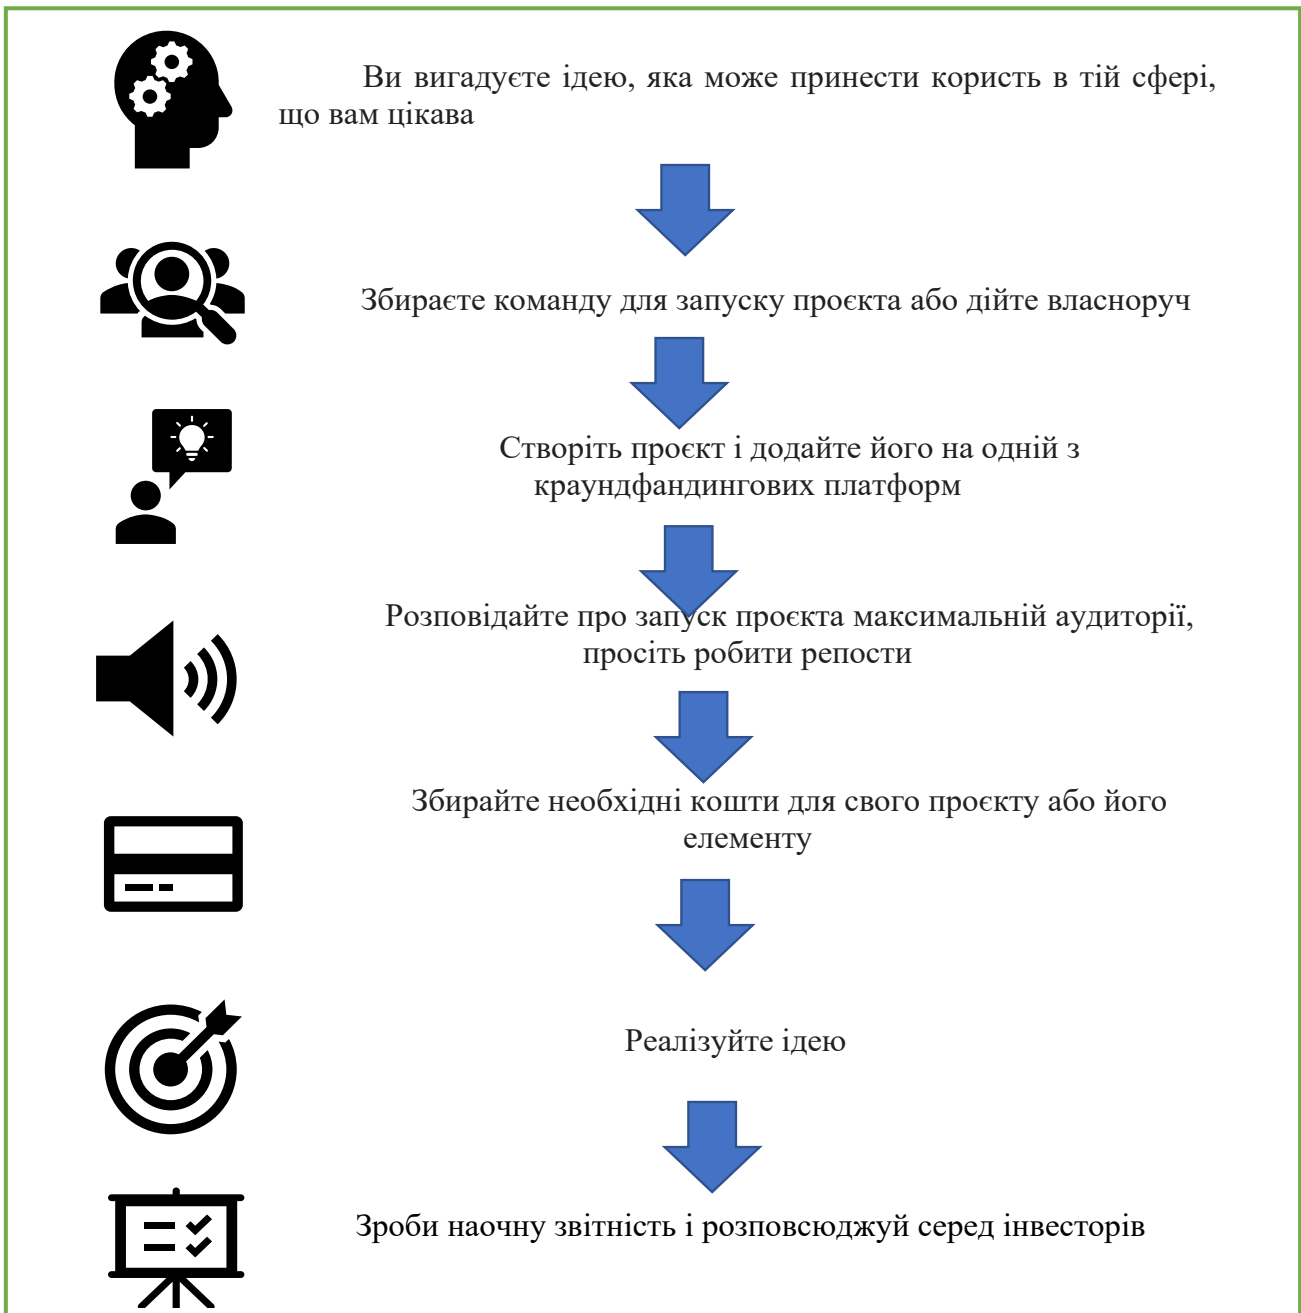 Ви вигадуєте ідею, яка може принести користь в тій сфері,
що вам цікава
Збираєте команду для запуску проєкта або дійте власноруч
Створіть проєкт і додайте його на одній з
краундфандингових платформ
Розповідайте про запуск проєкта максимальній аудиторії,
просіть робити репости
Збирайте необхідні кошти для свого проєкту або його
елементу
Реалізуйте ідею
Зроби наочну звітність і розповсюджуй серед інвесторів